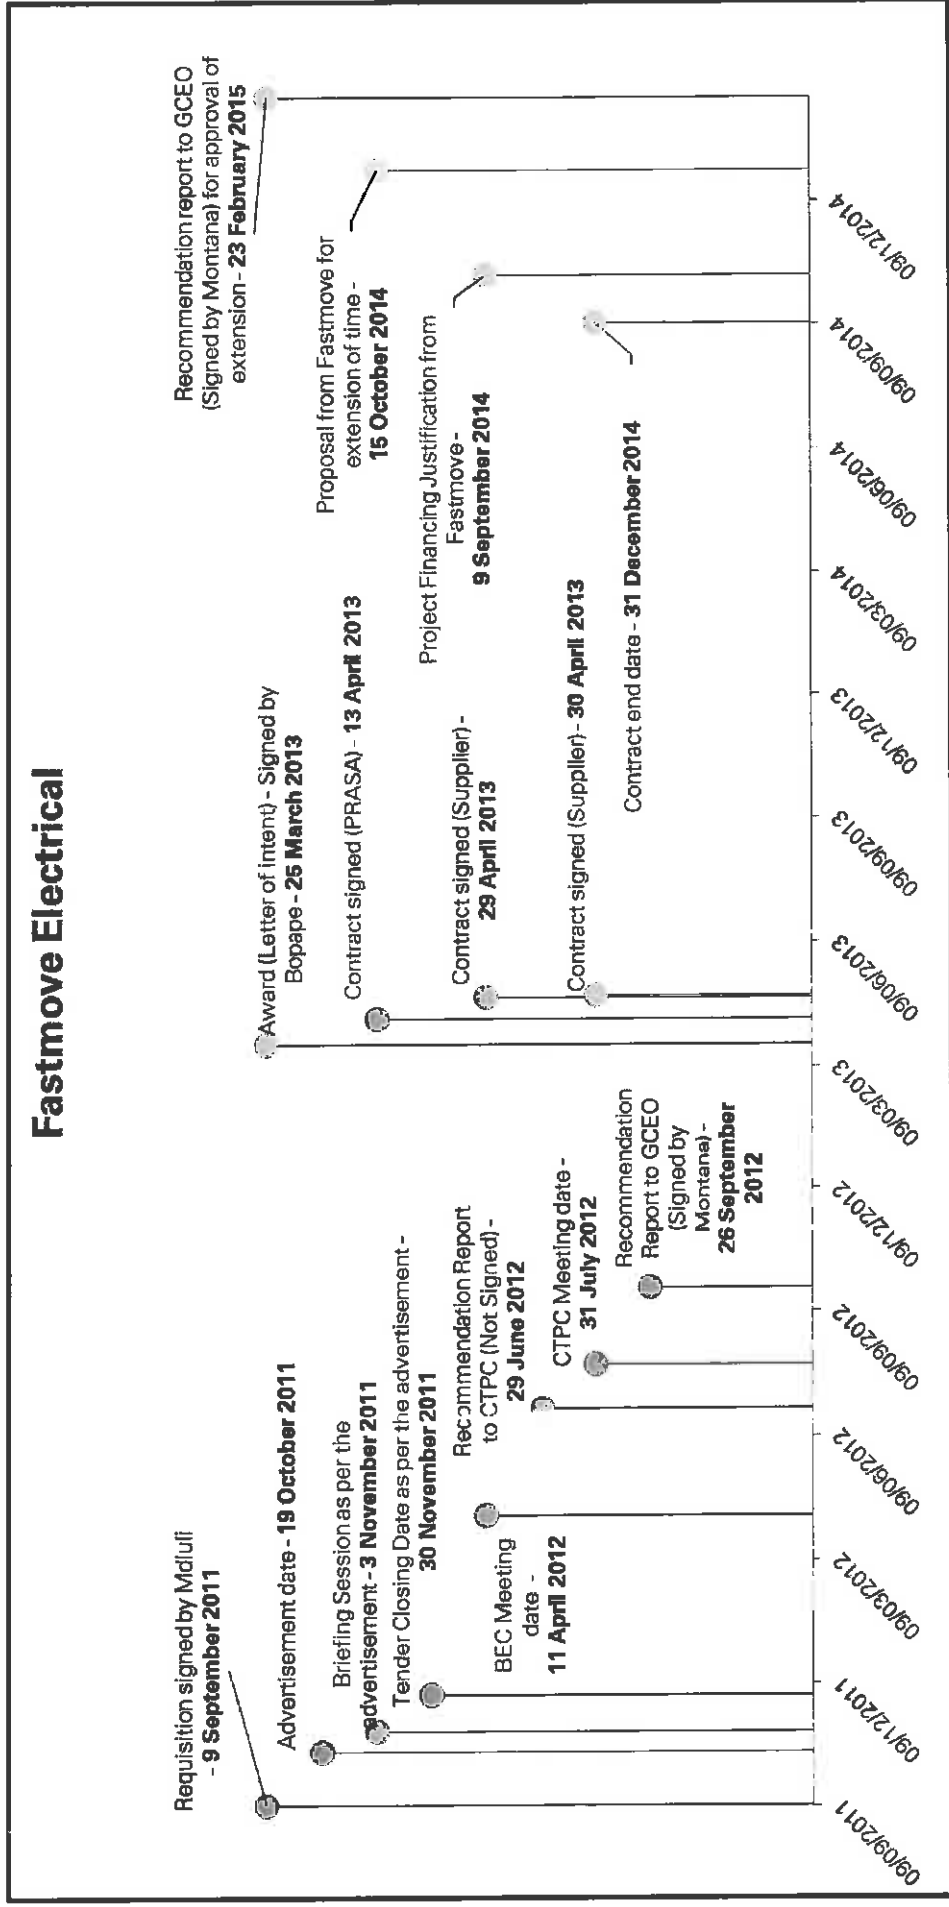 Fastmove Electrical
Requisition signed by Mdluli
- 9 September 2011
Advertisement date - 19 October 2011
Briefing Session as per the
advertisement - 3 November 2011
Tender Closing Date as per the advertisement -
30 November 2011
BEC Meeting
date -
11 April 2012
Recommendation Report
to CTPC (Not Signed) -
29 June 2012
CTPC Meeting date -
31 July 2012
Recommendation
Report to GCEO
(Signed by
Montana) -
26 September
2012
Award (Letter of Intent) - Signed by
Bopape - 25 March 2013
Contract signed (PRASA) - 13 April 2013
Contract signed (Supplier) -
29 April 2013
Contract signed (Supplier) - 30 April 2013
Contract end date - 31 December 2014
Project Financing Justification from
Fastmove -
9 September 2014
Proposal from Fastmove for
extension of time -
15 October 2014
Recommendation report to GCEO
(Signed by Montana) for approval of
extension - 23 February 2015
09/09/2011
09/12/2011
09/03/2012
09/06/2012
09/09/2012
09/12/2012
09/03/2013
09/06/2013
09/09/2013
09/12/2013
09/03/2014
09/06/2014
09/09/2014
09/12/2014